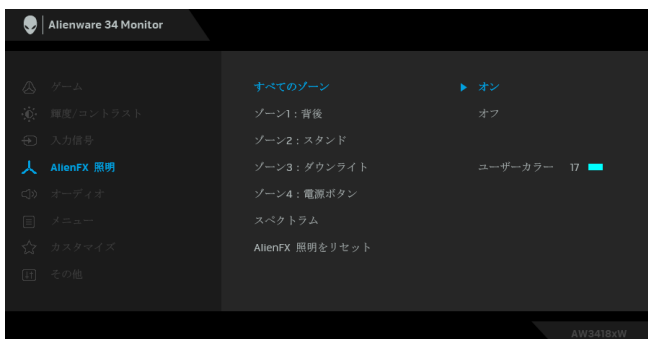 Alienware 34 Monitor
ゲーム
輝度/コントラスト
入力信号
AlienFX 照明
オーディオ
メニュー
カスタマイズ
その他
すべてのゾーン
ゾーン1：背後
ゾーン2：スタンド
ゾーン3：ダウンライト
ゾーン4：電源ボタン
スペクトラム
AlienFX 照明をリセット
オン
オフ
ユーザーカラー 17
AW3418xW